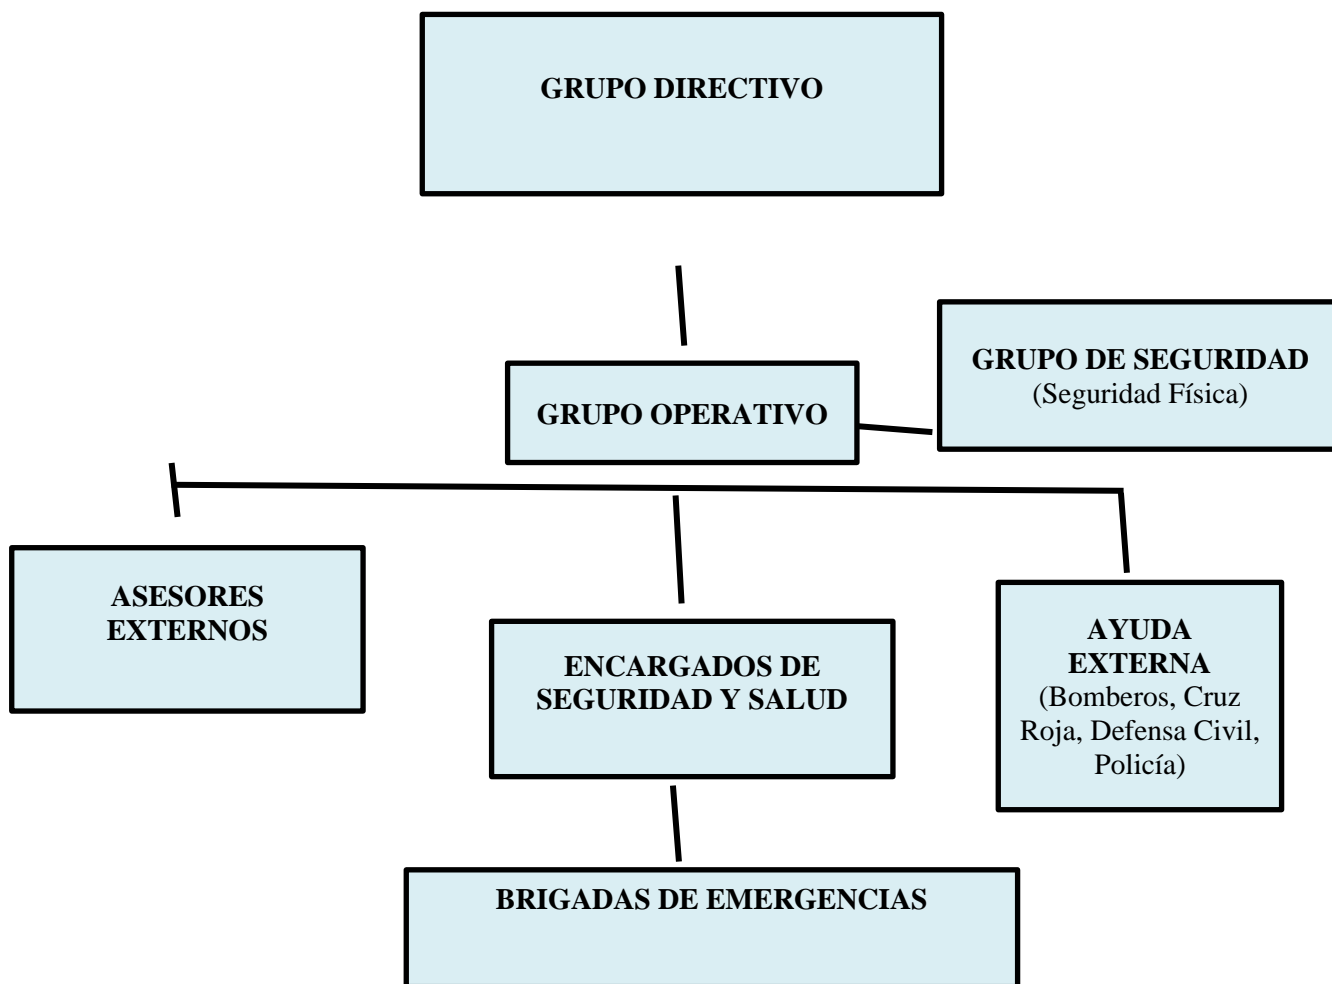 GRUPO DIRECTIVO
GRUPO DE SEGURIDAD
(Seguridad Física)
GRUPO OPERATIVO
ASESORES
EXTERNOS
ENCARGADOS DE
SEGURIDAD Y SALUD
AYUDA
EXTERNA
(Bomberos, Cruz
Roja, Defensa Civil,
Policía)
BRIGADAS DE EMERGENCIAS